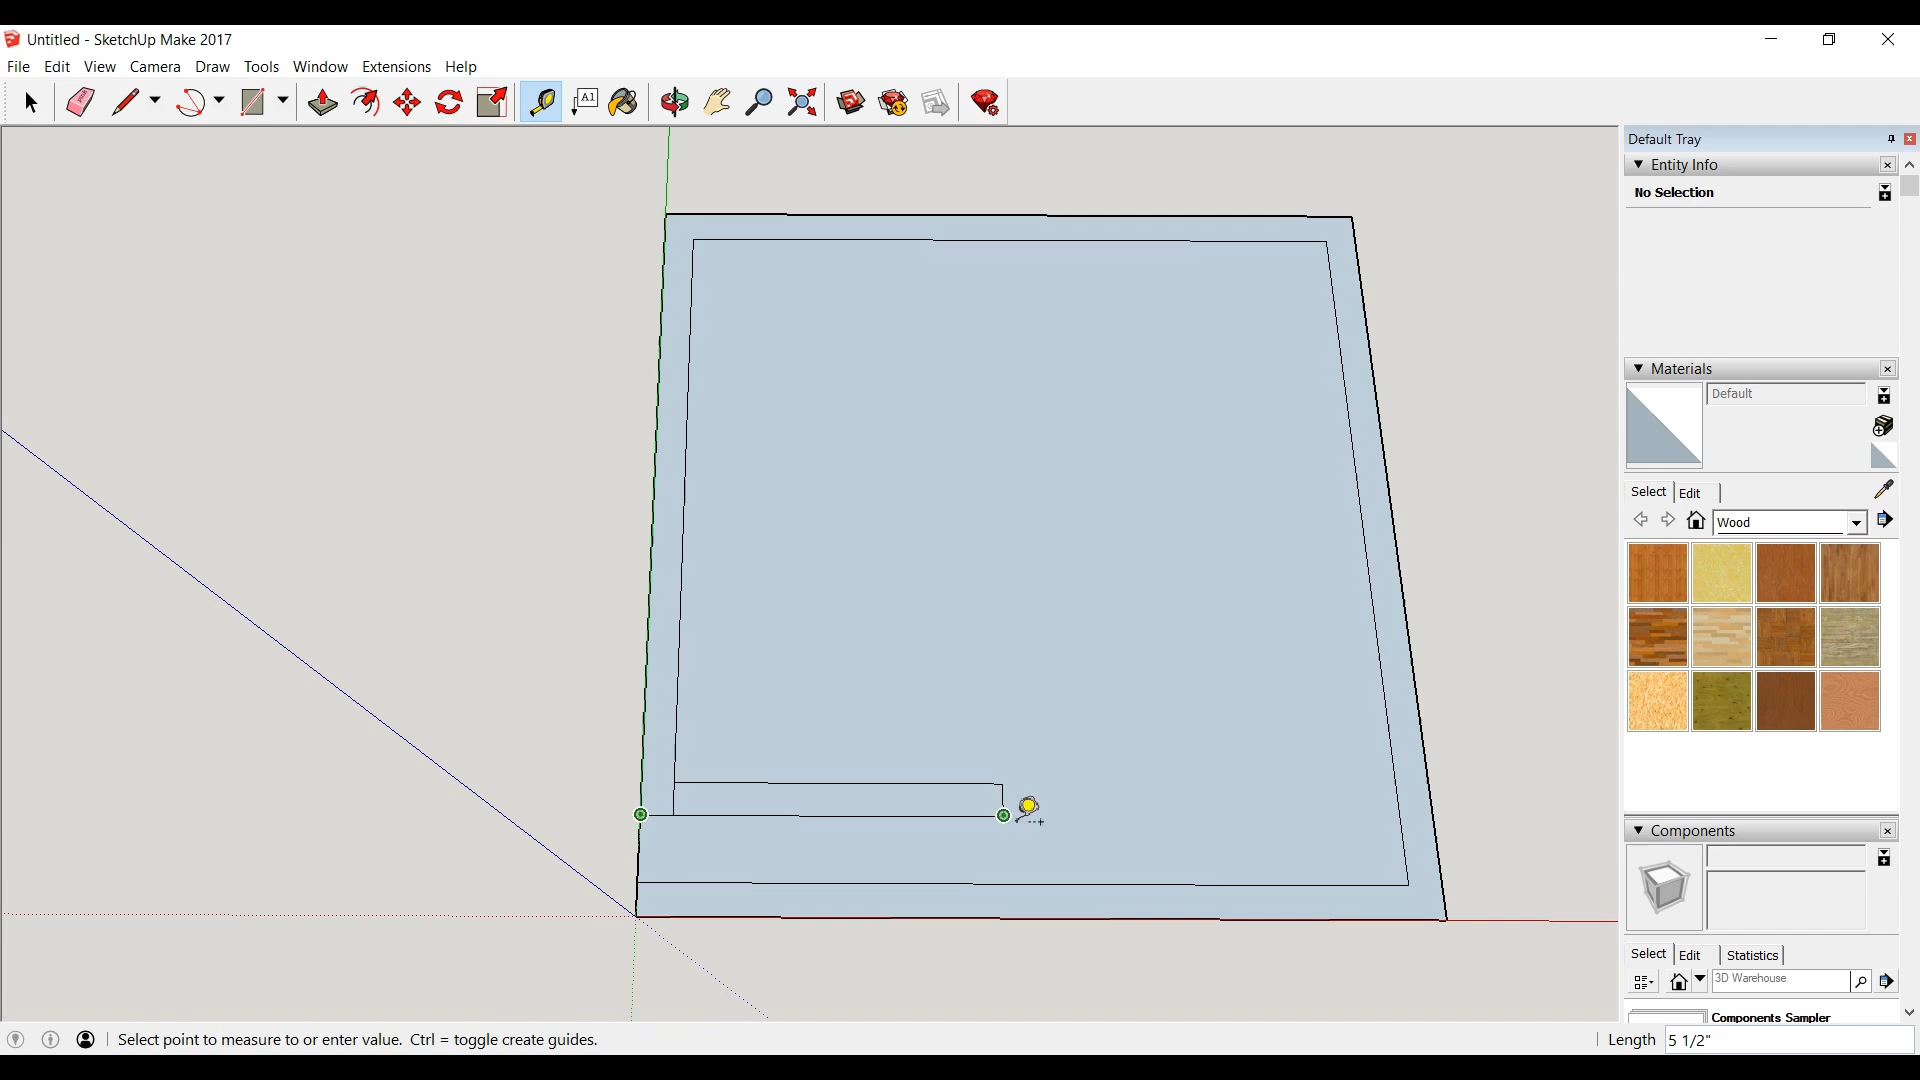 Untitled - SketchUp Make 2017
File Edit View Camera Draw Tools Window Extensions Help
A1
Default Tray
Entity Info
No Selection
Materials
Default
Select Edit
Wood
Components
Select Edit Statistics
3D Warehouse
Components Sampler
Select point to measure to or enter value. Ctrl = toggle create guides.
Length 5 1/2"